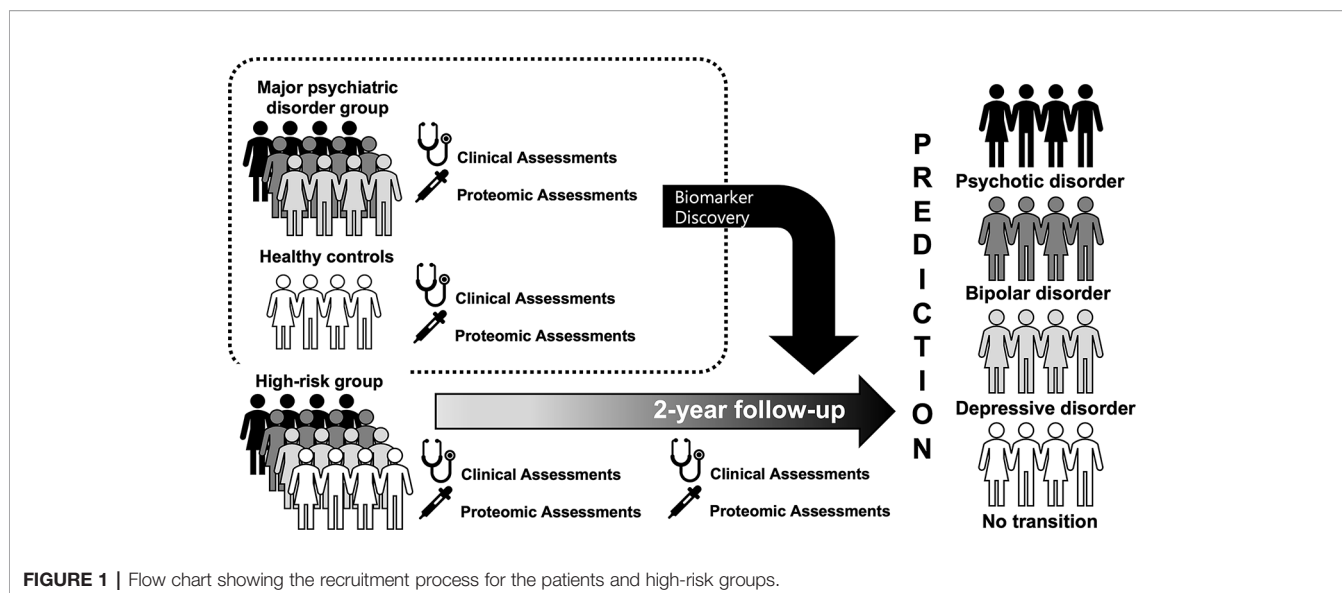 Major psychiatric
disorder group
Clinical Assessments
Proteomic Assessments
Healthy controls
Clinical Assessments
Proteomic Assessments
Biomarker
Discovery
High-risk group
2-year follow-up
Clinical Assessments
Proteomic Assessments
Clinical Assessments
Proteomic Assessments
PREDICTION
Psychotic disorder
Bipolar disorder
Depressive disorder
No transition
FIGURE 1 | Flow chart showing the recruitment process for the patients and high-risk groups.